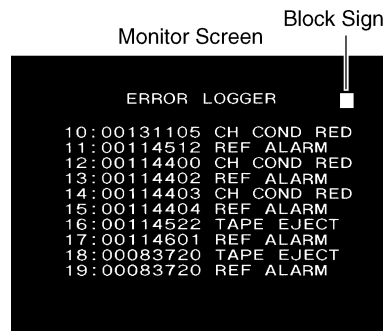 Block Sign
Monitor Screen
ERROR LOGGER
10:00131105 CH COND RED
11:00114512 REF ALARM
12:00114400 CH COND RED
13:00114402 REF ALARM
14:00114403 CH COND RED
15:00114404 REF ALARM
16:00114522 TAPE EJECT
17:00114601 REF ALARM
18:00083720 TAPE EJECT
19:00083720 REF ALARM